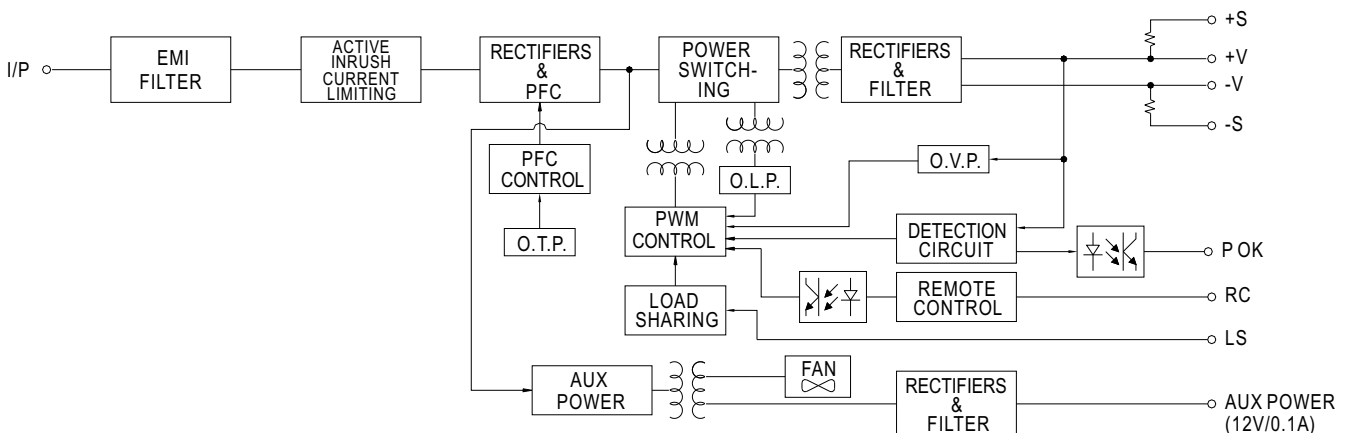 I/P
EMI
FILTER
ACTIVE
INRUSH
CURRENT
LIMITING
RECTIFIERS
&
PFC
POWER
SWITCH-
ING
RECTIFIERS
&
FILTER
+S
+V
-V
-S
PFC
CONTROL
O.T.P.
O.L.P.
O.V.P.
PWM
CONTROL
DETECTION
CIRCUIT
P OK
LOAD
SHARING
REMOTE
CONTROL
RC
LS
AUX
POWER
FAN
RECTIFIERS
&
FILTER
AUX POWER
(12V/0.1A)